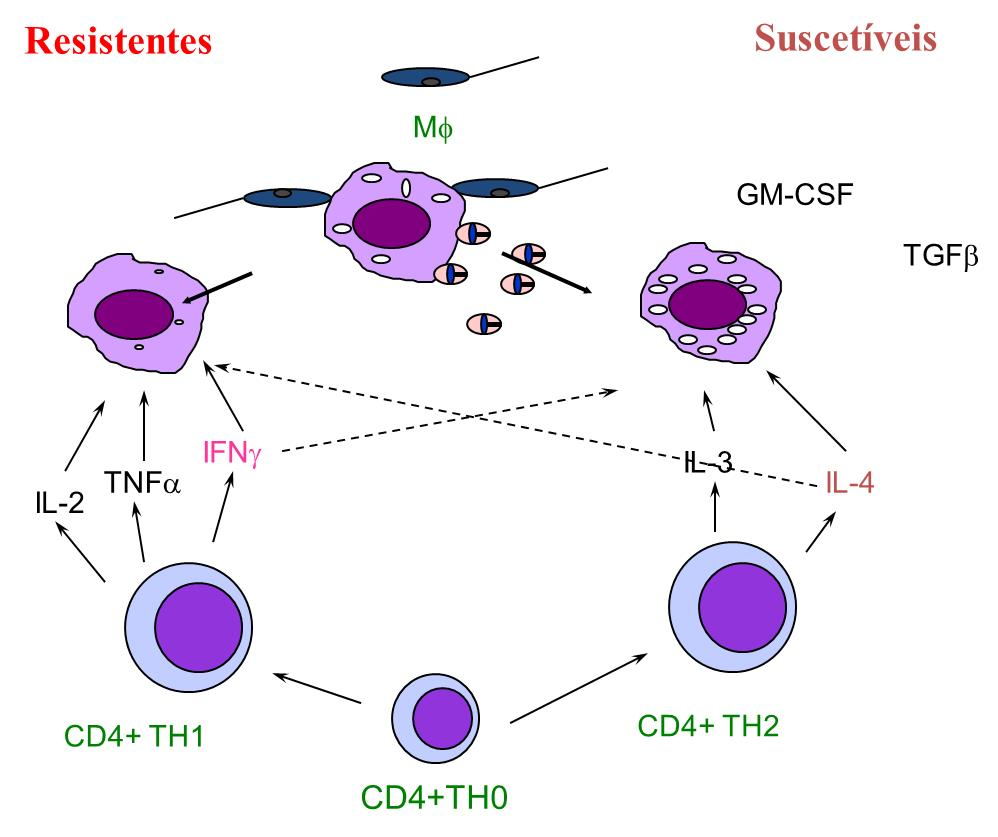 Resistentes
Suscetíveis
Mϕ
GM-CSF
TGFβ
IFNγ
IL-3
TNFα
IL-4
IL-2
CD4+ TH1
CD4+ TH2
CD4+TH0